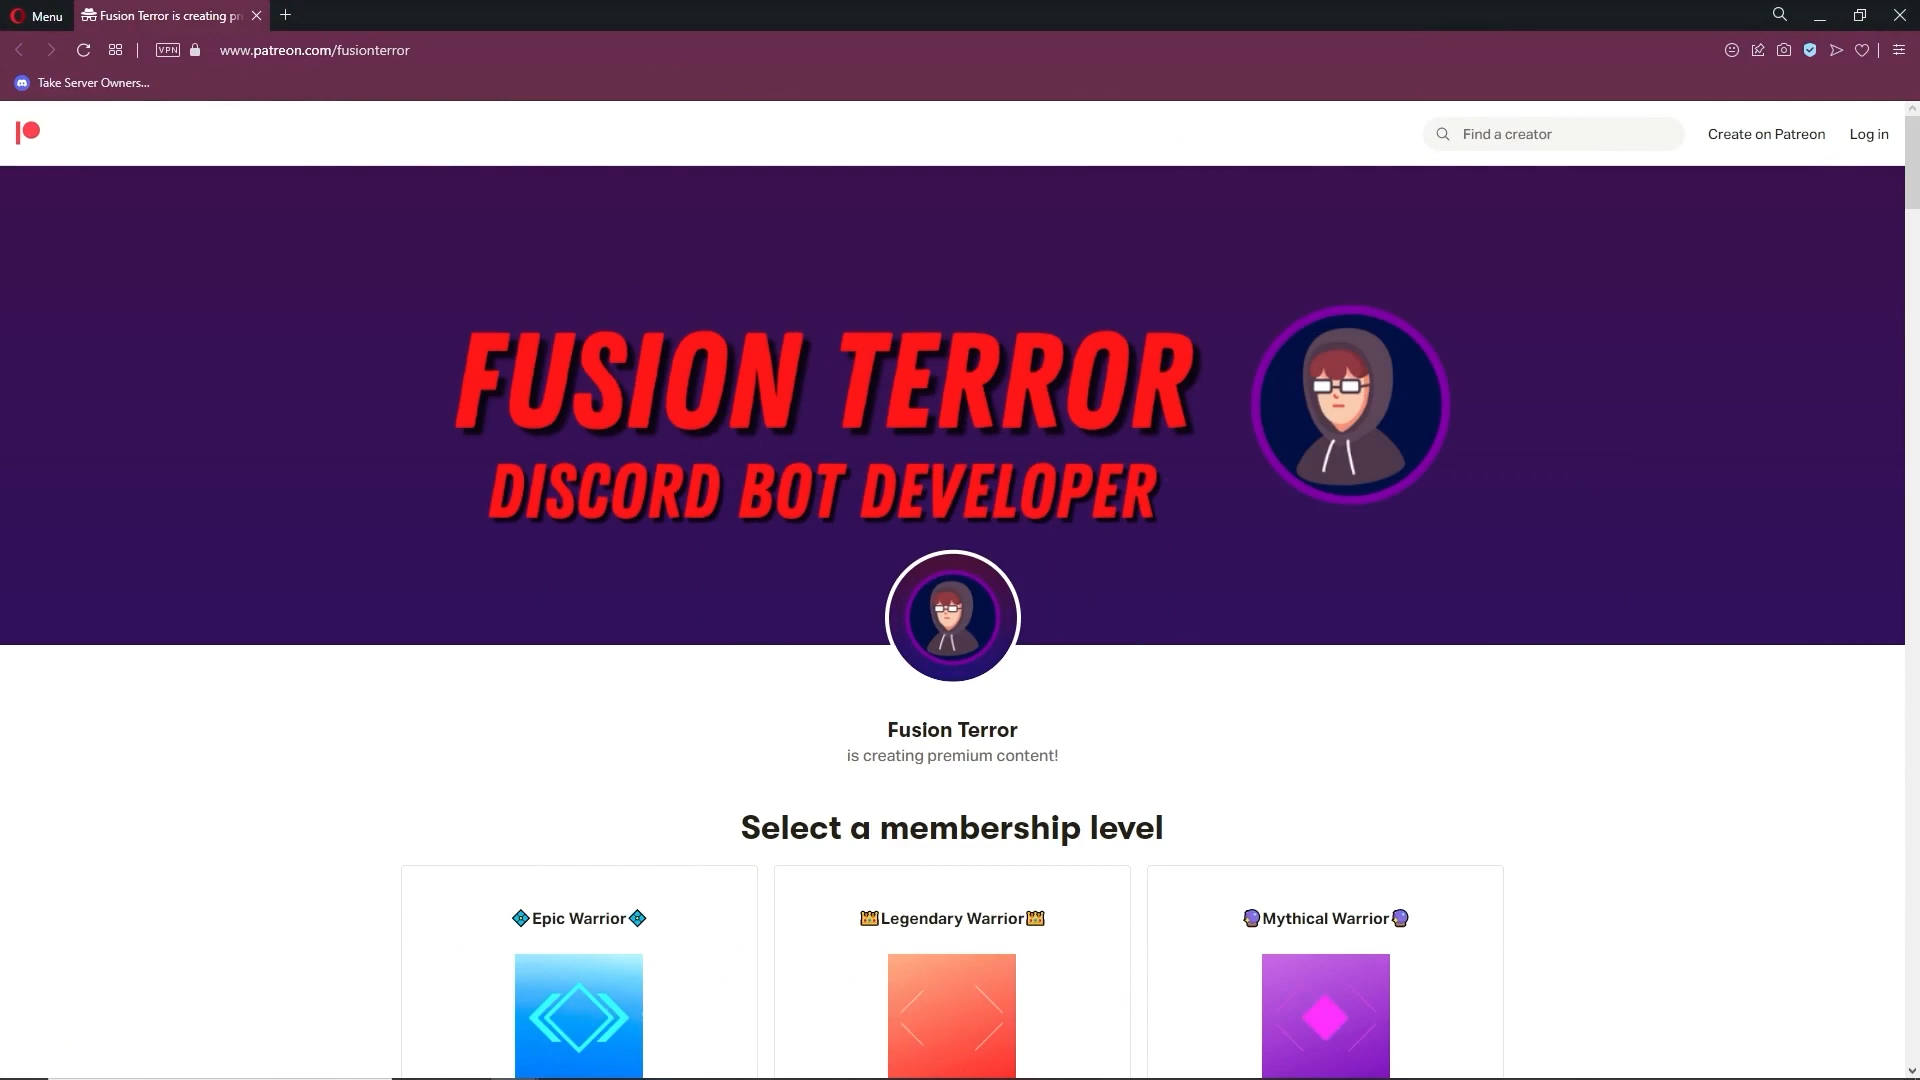 Menu
Fusion Terror is creating pr
VPN
www.patreon.com/fusionterror
Take Server Owners...
Find a creator
Create on Patreon
Log in
FUSION TERROR
DISCORD BOT DEVELOPER
Fusion Terror
is creating premium content!
Select a membership level
💠Epic Warrior💠
👑Legendary Warrior👑
🔮Mythical Warrior🔮